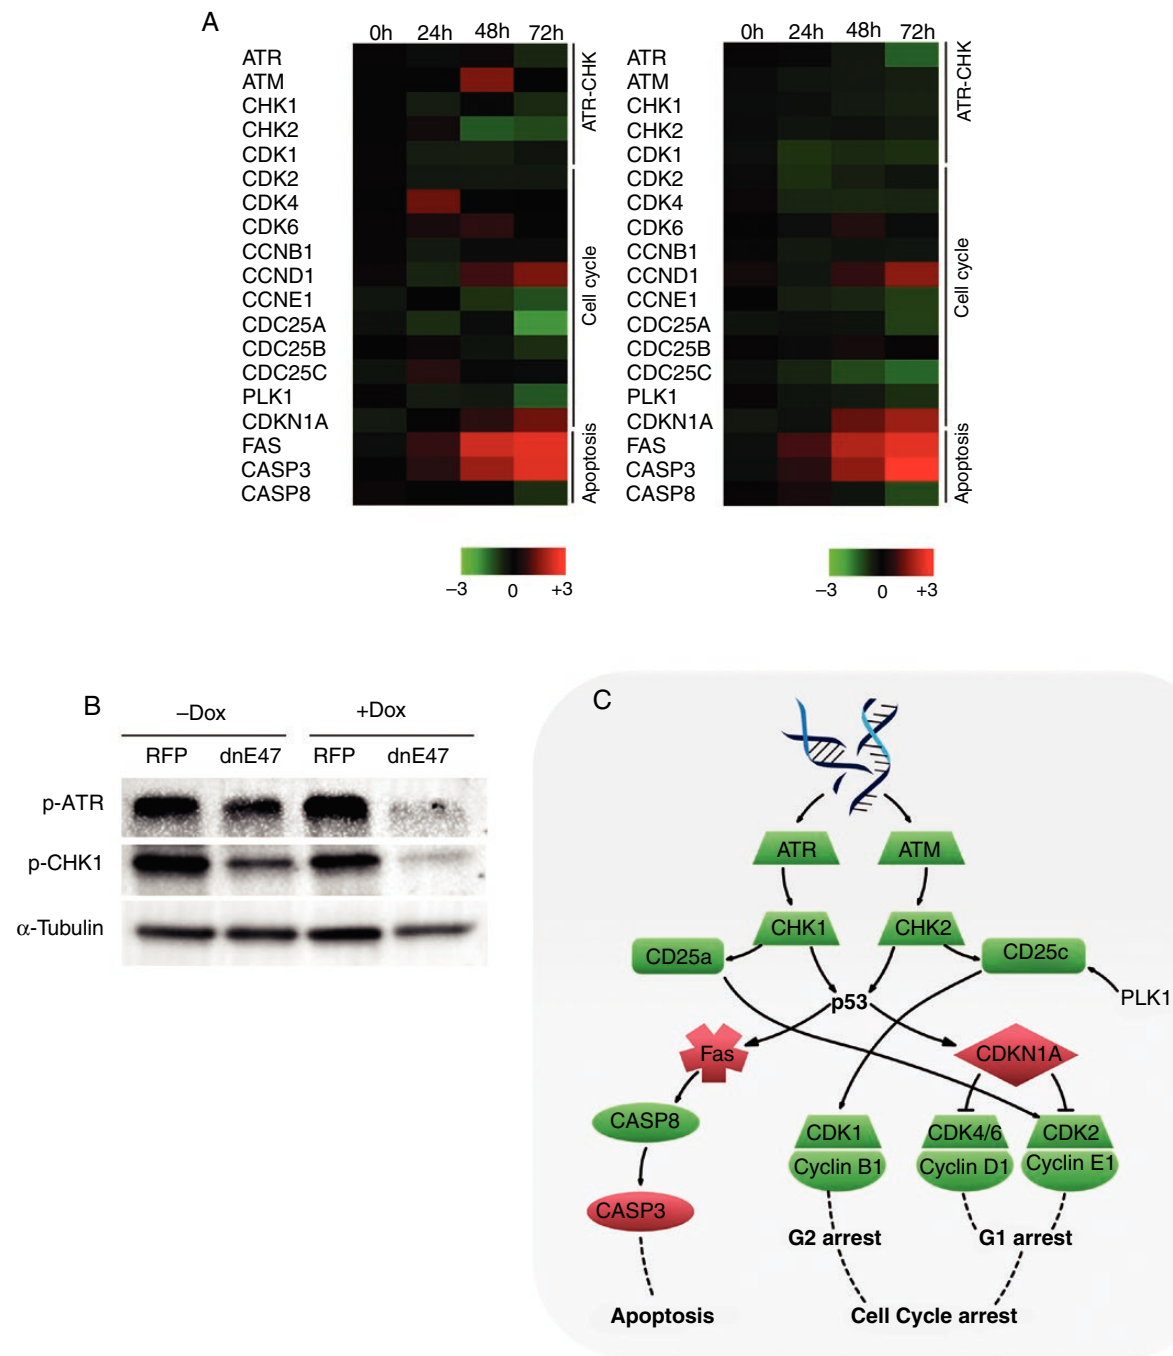 A
0h 24h 48h 72h
ATR
ATM
CHK1
CHK2
CDK1
CDK2
CDK4
CDK6
CCNB1
CCND1
CCNE1
CDC25A
CDC25B
CDC25C
PLK1
CDKN1A
FAS
CASP3
CASP8
ATR-CHK
Cell cycle
Apoptosis
–3 0 +3
0h 24h 48h 72h
ATR
ATM
CHK1
CHK2
CDK1
CDK2
CDK4
CDK6
CCNB1
CCND1
CCNE1
CDC25A
CDC25B
CDC25C
PLK1
CDKN1A
FAS
CASP3
CASP8
ATR-CHK
Cell cycle
Apoptosis
–3 0 +3
B
–Dox +Dox
RFP dnE47 RFP dnE47
p-ATR
p-CHK1
α-Tubulin
C
ATR ATM
CHK1 CHK2
CD25a CD25c
PLK1
p53
Fas CDKN1A
CASP8 CDK1 CDK4/6 CDK2
Cyclin B1 Cyclin D1 Cyclin E1
CASP3
G2 arrest G1 arrest
Apoptosis Cell Cycle arrest